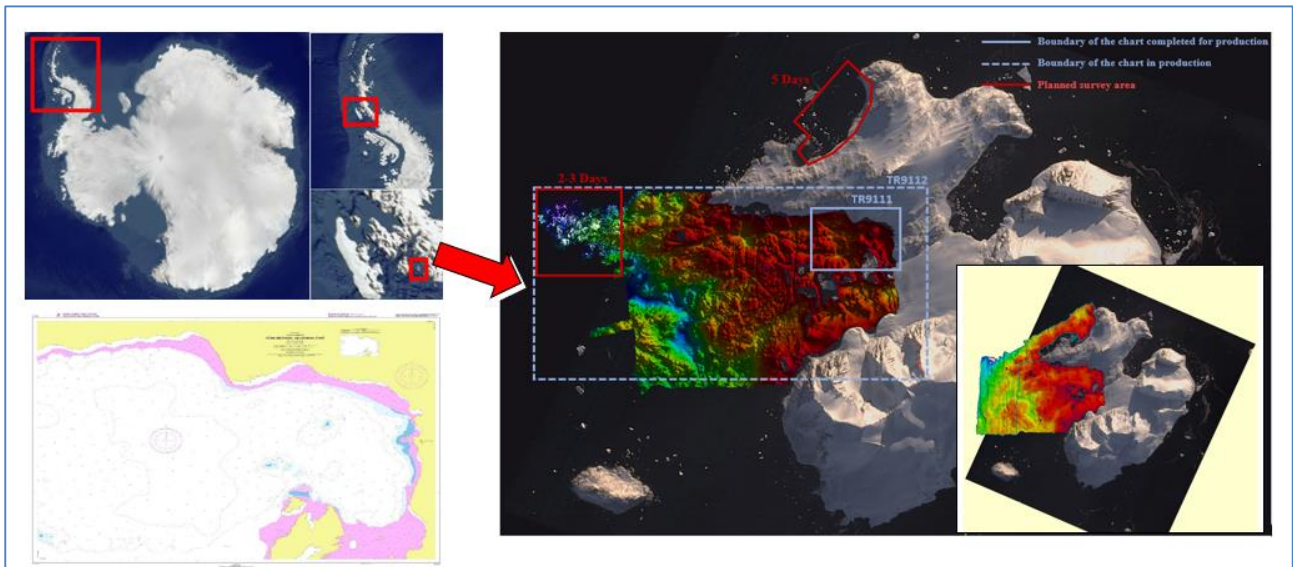 Boundary of the chart completed for production
Boundary of the chart in production
Planned survey area
5 Days
2-3 Days
TR9112
TR9111